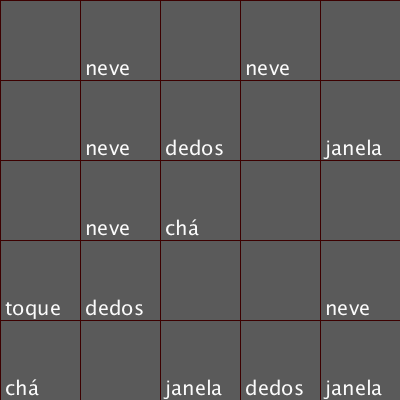 neve neve
neve dedos janela
neve chá
toque dedos neve
chá janela dedos janela